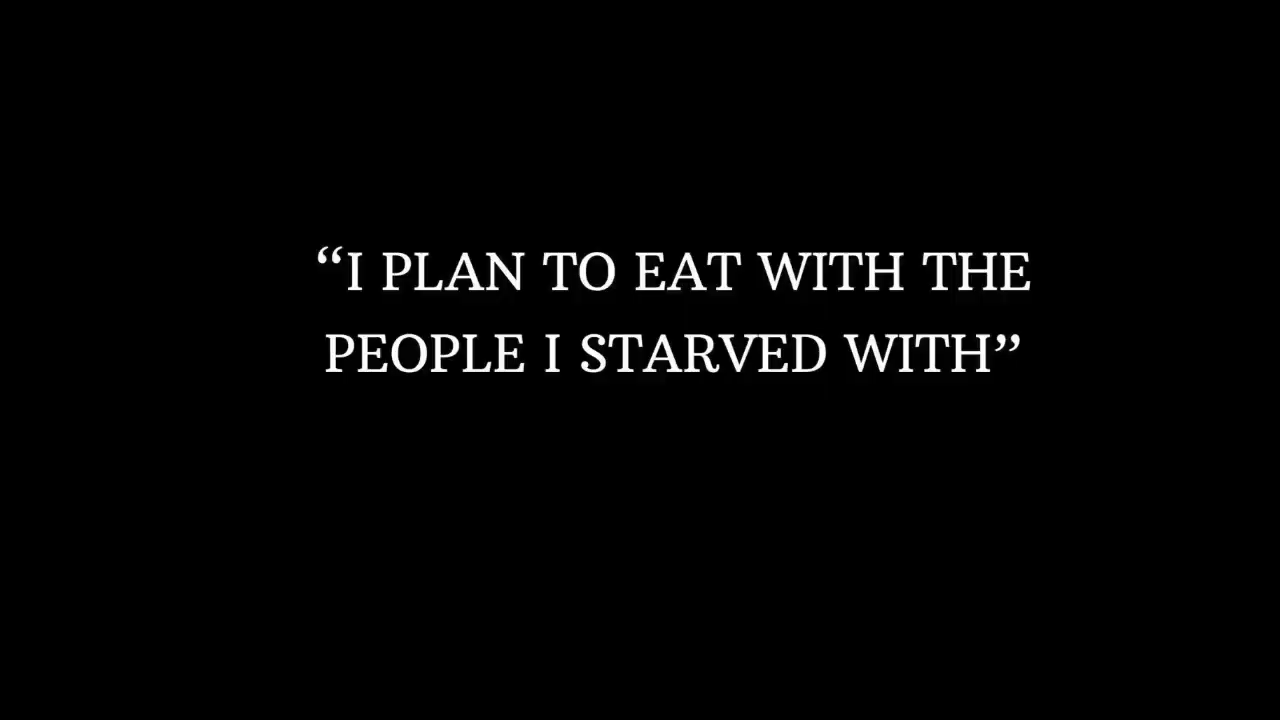 “I PLAN TO EAT WITH THE
PEOPLE I STARVED WITH”